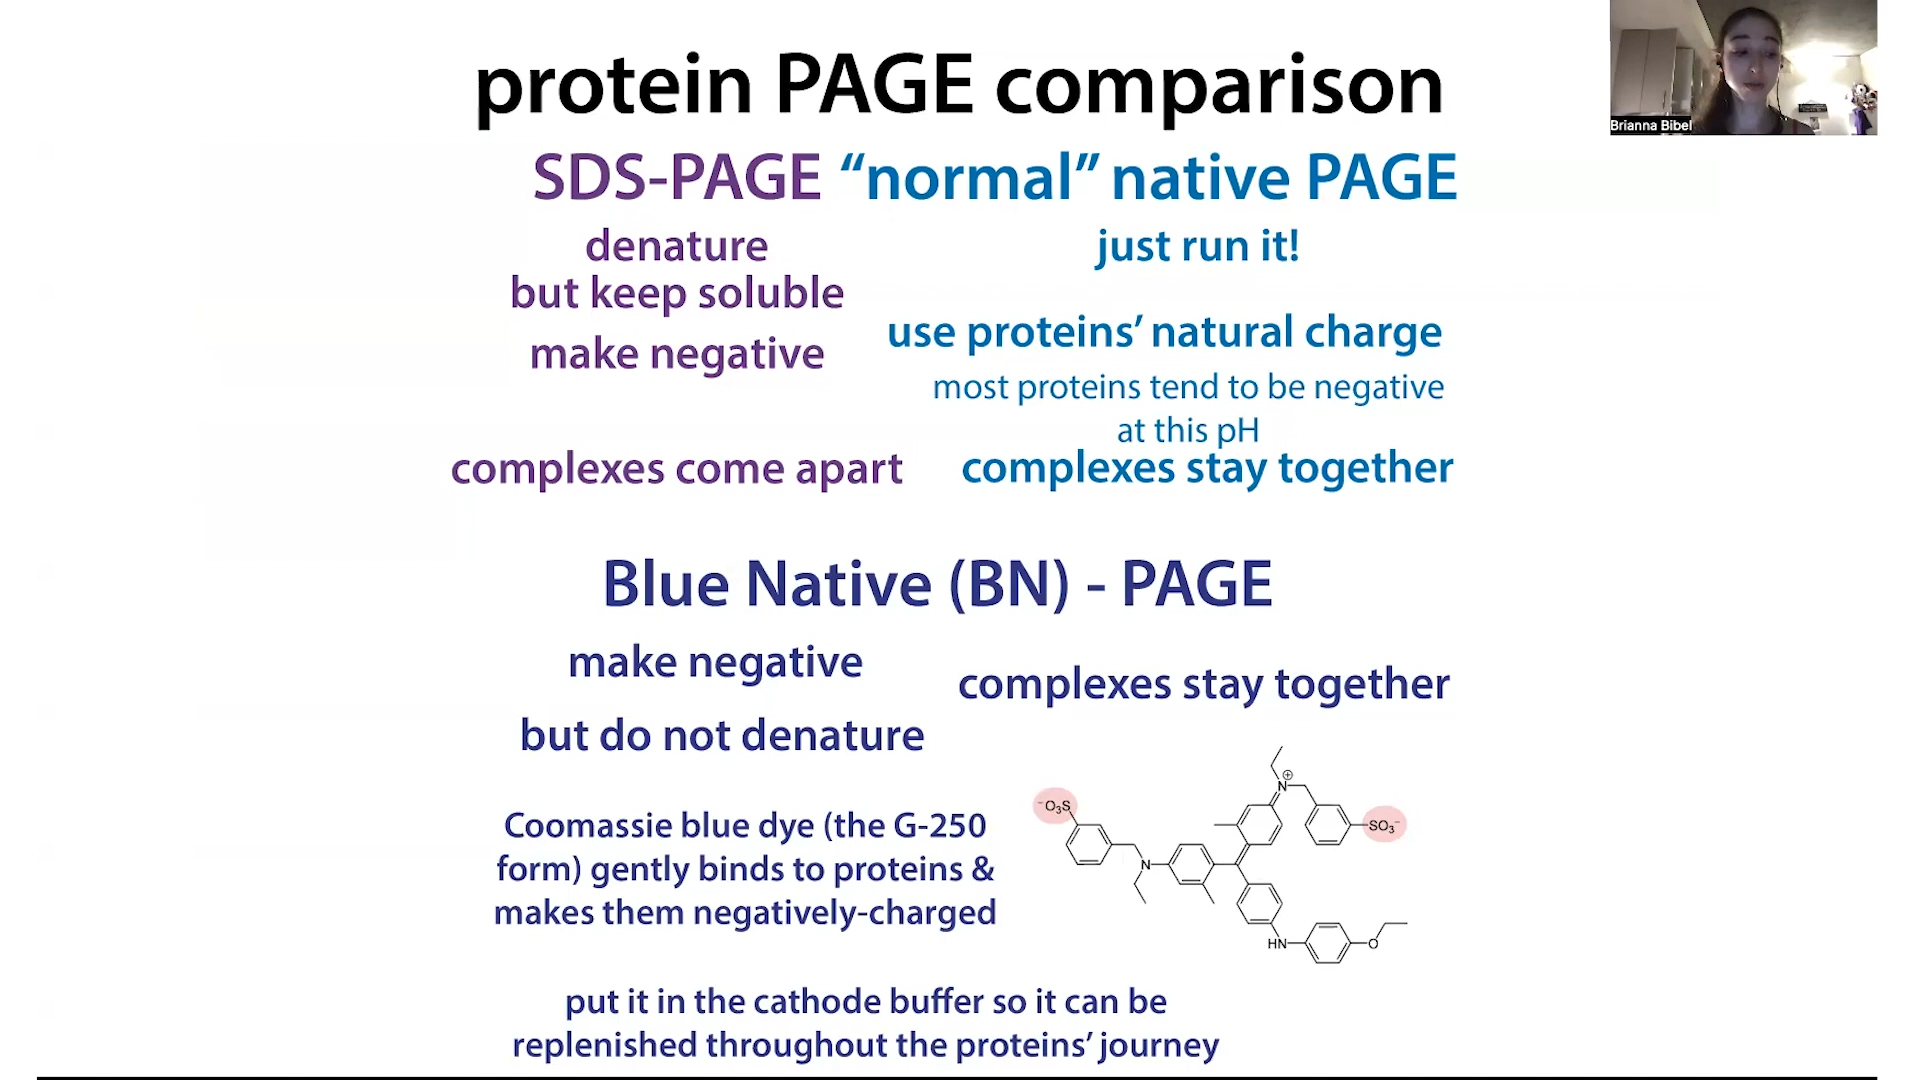 protein PAGE comparison
Brianna Bibel
SDS-PAGE
denature
but keep soluble
make negative
complexes come apart
“normal” native PAGE
just run it!
use proteins’ natural charge
most proteins tend to be negative
at this pH
complexes stay together
Blue Native (BN) - PAGE
make negative
but do not denature
complexes stay together
Coomassie blue dye (the G-250
form) gently binds to proteins &
makes them negatively-charged
⁻O₃S
N
N⊕
SO₃⁻
HN
O
put it in the cathode buffer so it can be
replenished throughout the proteins’ journey